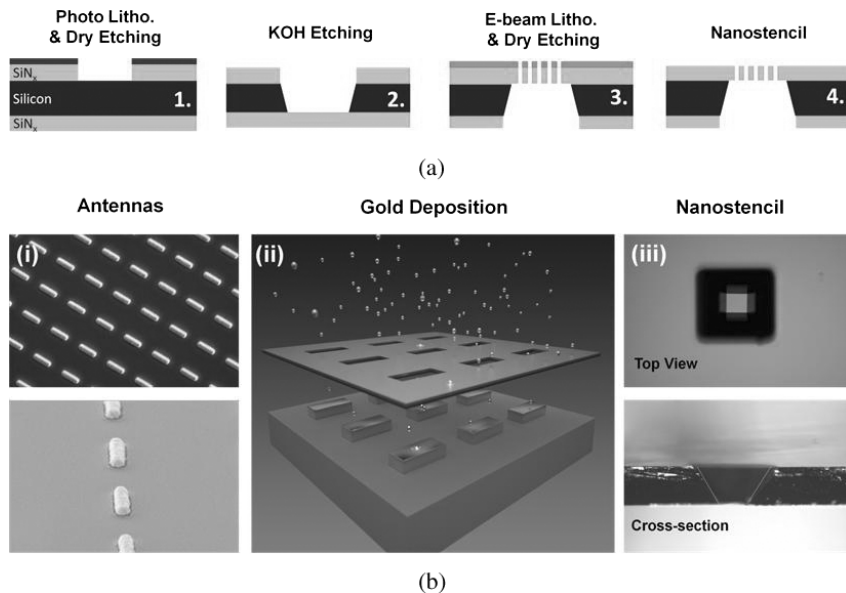 Photo Litho.
& Dry Etching
KOH Etching
E-beam Litho.
& Dry Etching
Nanostencil
SiNₓ
Silicon
SiNₓ
1.
2.
3.
4.
(a)
Antennas
Gold Deposition
Nanostencil
(i)
(ii)
(iii)
Top View
Cross-section
(b)